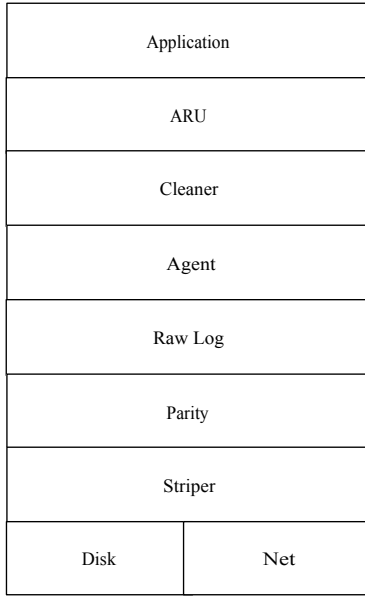 Application
ARU
Cleaner
Agent
Raw Log
Parity
Striper
Disk Net